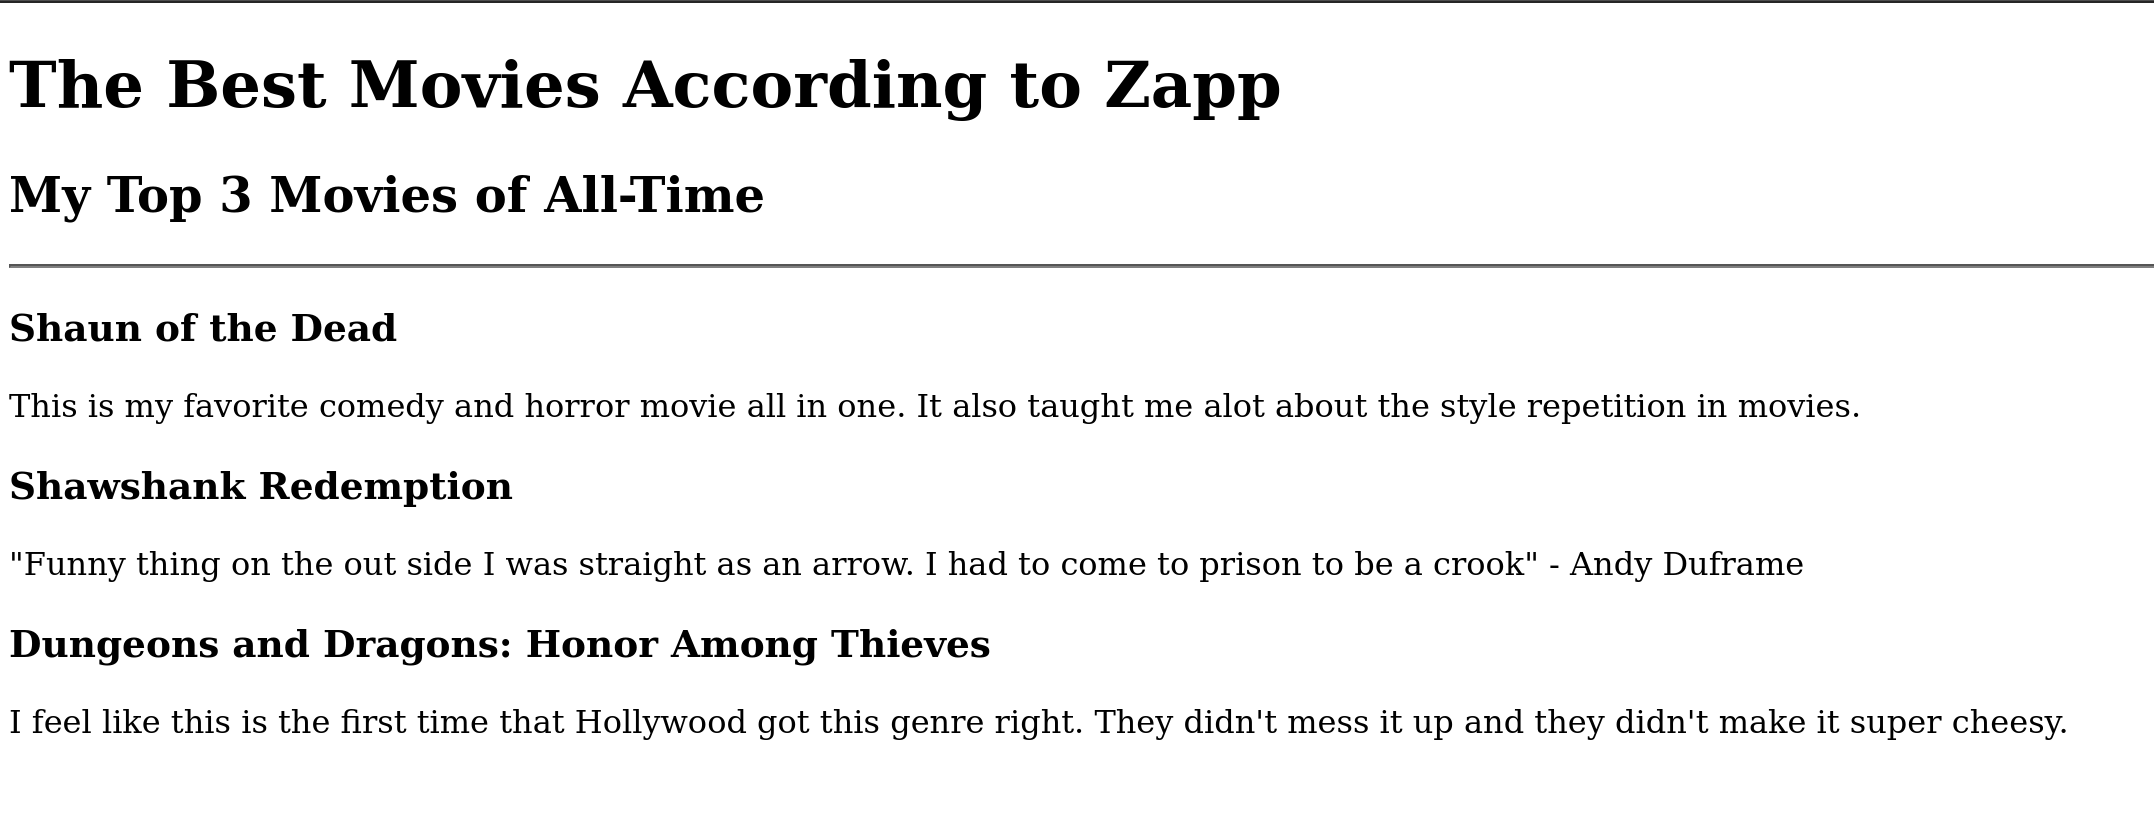 The Best Movies According to Zapp
My Top 3 Movies of All-Time
Shaun of the Dead
This is my favorite comedy and horror movie all in one. It also taught me alot about the style repetition in movies.
Shawshank Redemption
"Funny thing on the out side I was straight as an arrow. I had to come to prison to be a crook" - Andy Duframe
Dungeons and Dragons: Honor Among Thieves
I feel like this is the first time that Hollywood got this genre right. They didn't mess it up and they didn't make it super cheesy.